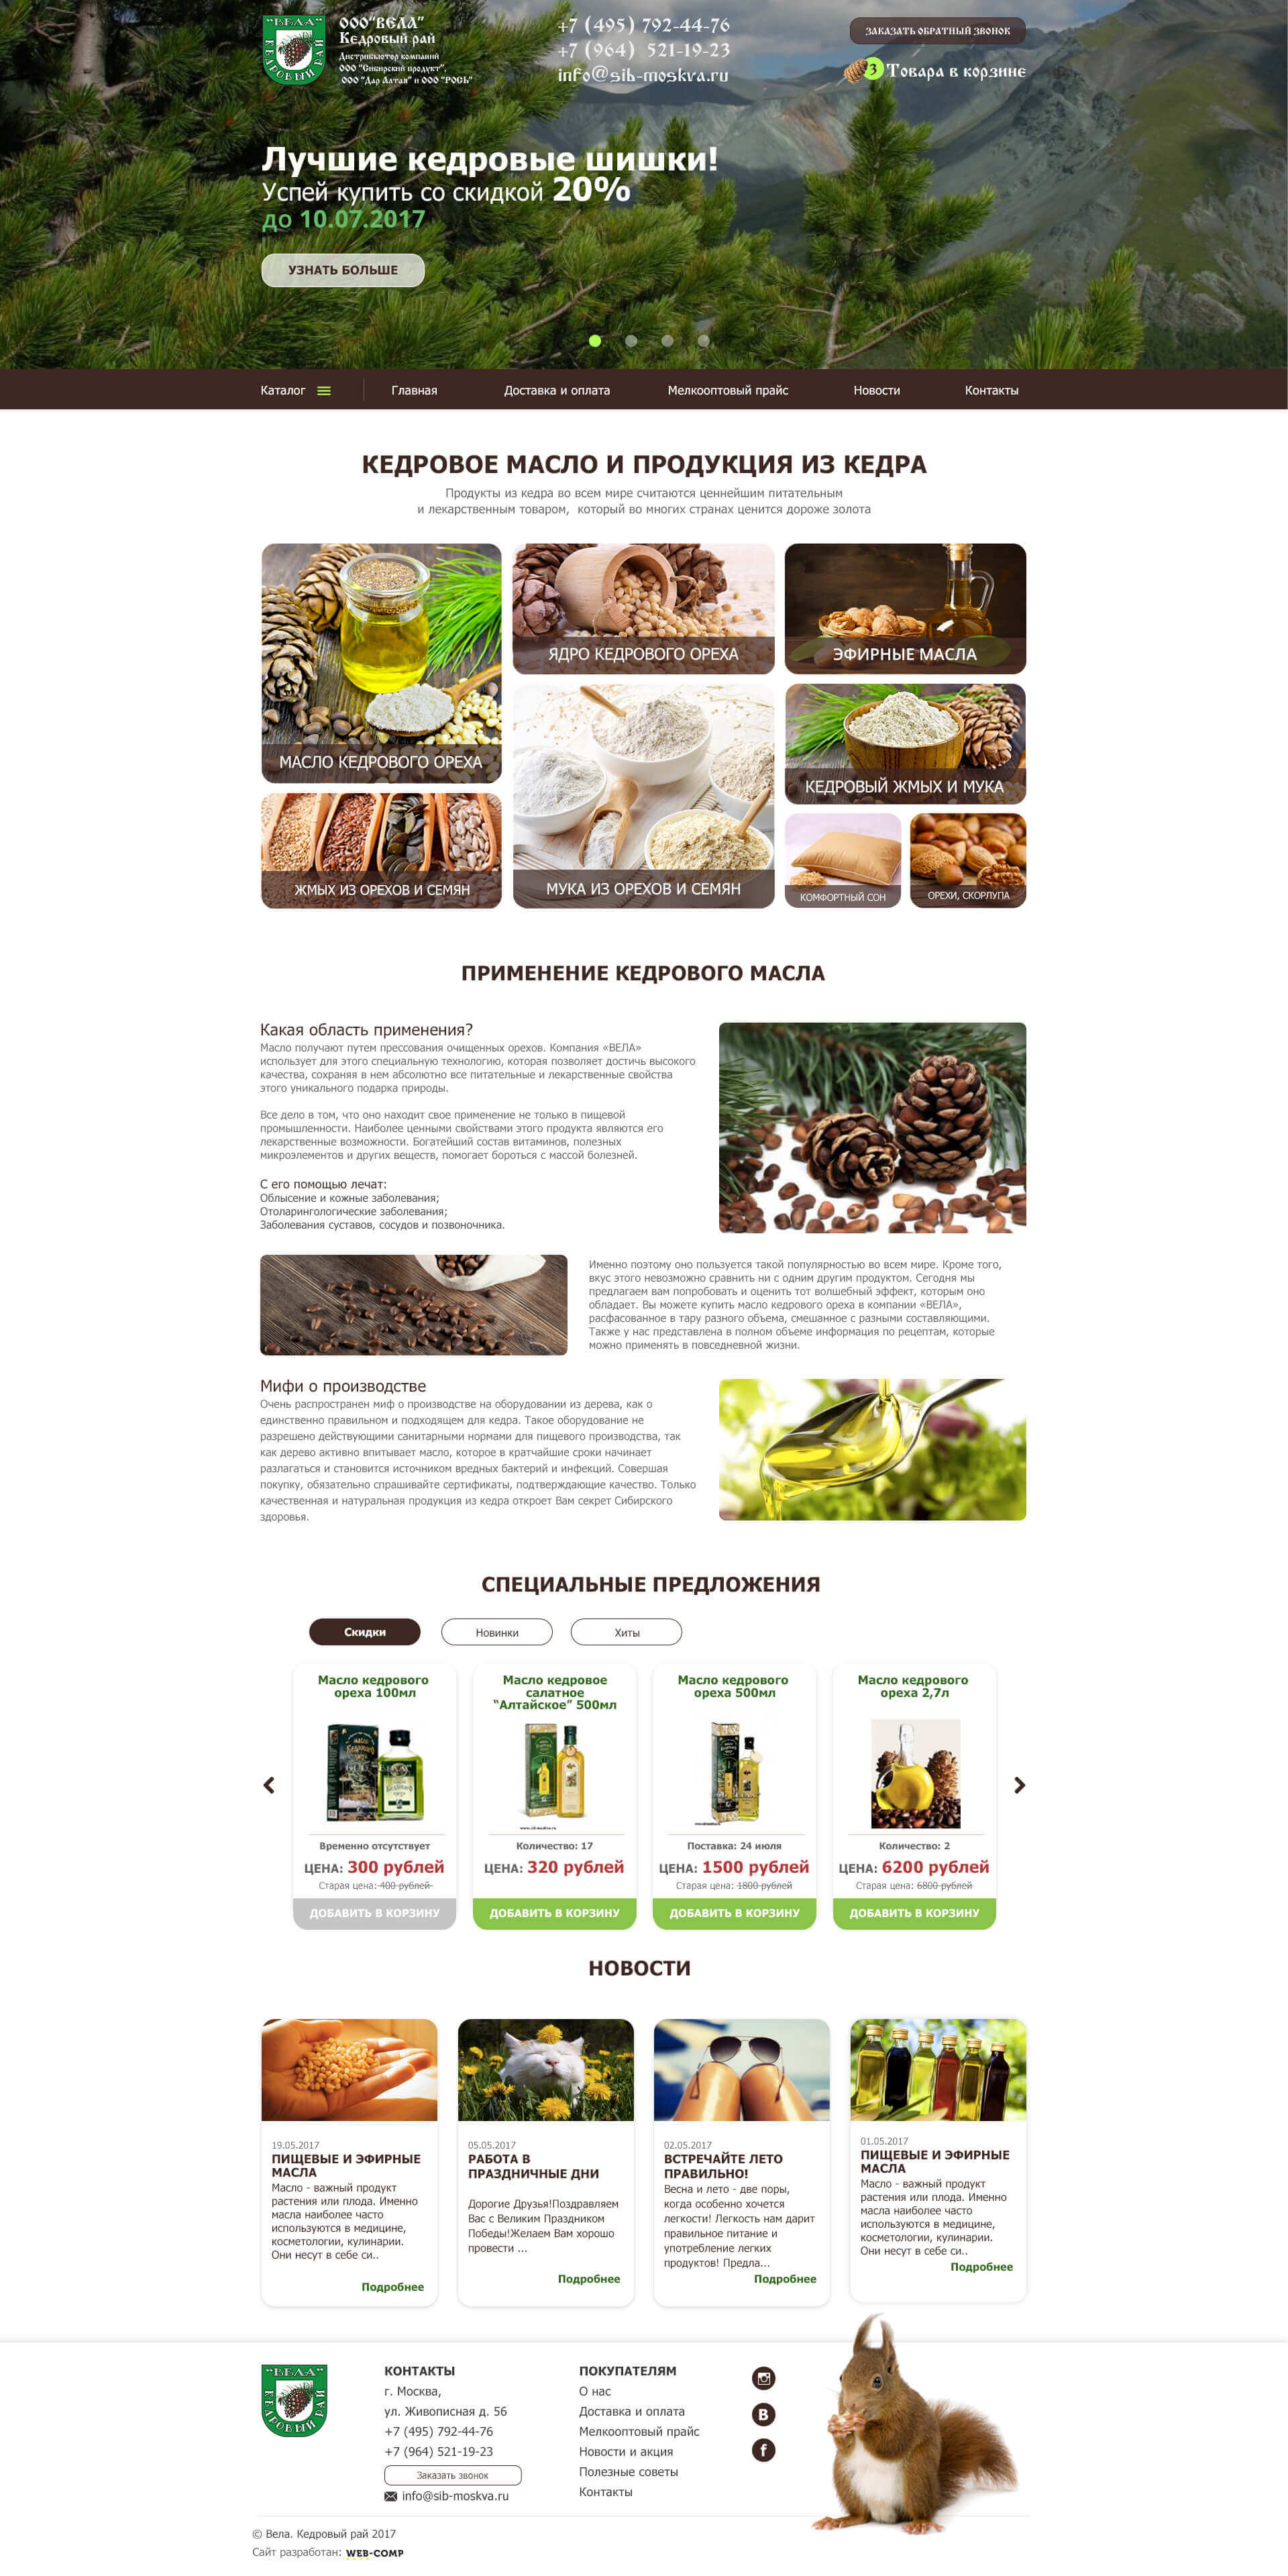 "ВЕЛА"
КЕДРОВЫЙ РАЙ
ООО"ВЕЛА"
Кедровый рай
Дистрибьютор компаний
ООО "Сибирский продукт",
ООО "Дар Алтая" и ООО "РОСЬ"
+7 (495) 792-44-76
+7 (964) 521-19-23
info@sib-moskva.ru
ЗАКАЗАТЬ ОБРАТНЫЙ ЗВОНОК
3 Товара в корзине
Лучшие кедровые шишки!
Успей купить со скидкой 20%
до 10.07.2017
УЗНАТЬ БОЛЬШЕ
Каталог Главная Доставка и оплата Мелкооптовый прайс Новости Контакты
КЕДРОВОЕ МАСЛО И ПРОДУКЦИЯ ИЗ КЕДРА
Продукты из кедра во всем мире считаются ценнейшим питательным
и лекарственным товаром, который во многих странах ценится дороже золота
МАСЛО КЕДРОВОГО ОРЕХА
ЯДРО КЕДРОВОГО ОРЕХА
ЭФИРНЫЕ МАСЛА
КЕДРОВЫЙ ЖМЫХ И МУКА
ЖМЫХ ИЗ ОРЕХОВ И СЕМЯН
МУКА ИЗ ОРЕХОВ И СЕМЯН
КОМФОРТНЫЙ СОН
ОРЕХИ, СКОРЛУПА
ПРИМЕНЕНИЕ КЕДРОВОГО МАСЛА
Какая область применения?
Масло получают путем прессования очищенных орехов. Компания «ВЕЛА»
использует для этого специальную технологию, которая позволяет достичь высокого
качества, сохраняя в нем абсолютно все питательные и лекарственные свойства
этого уникального подарка природы.
Все дело в том, что оно находит свое применение не только в пищевой
промышленности. Наиболее ценными свойствами этого продукта являются его
лекарственные возможности. Богатейший состав витаминов, полезных
микроэлементов и других веществ, помогает бороться с массой болезней.
С его помощью лечат:
Облысение и кожные заболевания;
Отоларингологические заболевания;
Заболевания суставов, сосудов и позвоночника.
Именно поэтому оно пользуется такой популярностью во всем мире. Кроме того,
вкус этого невозможно сравнить ни с одним другим продуктом. Сегодня мы
предлагаем вам попробовать и оценить тот волшебный эффект, которым оно
обладает. Вы можете купить масло кедрового ореха в компании «ВЕЛА»,
расфасованное в тару разного объема, смешанное с разными составляющими.
Также у нас представлена в полном объеме информация по рецептам, которые
можно применять в повседневной жизни.
Мифи о производстве
Очень распространен миф о производстве на оборудовании из дерева, как о
единственно правильном и подходящем для кедра. Такое оборудование не
разрешено действующими санитарными нормами для пищевого производства, так
как дерево активно впитывает масло, которое в кратчайшие сроки начинает
разлагаться и становится источником вредных бактерий и инфекций. Совершая
покупку, обязательно спрашивайте сертификаты, подтверждающие качество. Только
качественная и натуральная продукция из кедра откроет Вам секрет Сибирского
здоровья.
СПЕЦИАЛЬНЫЕ ПРЕДЛОЖЕНИЯ
Скидки Новинки Хиты
Масло кедрового
ореха 100мл
Временно отсутствует
ЦЕНА: 300 рублей
Старая цена: 400 рублей
ДОБАВИТЬ В КОРЗИНУ
Масло кедровое
салатное
"Алтайское" 500мл
Количество: 17
ЦЕНА: 320 рублей
ДОБАВИТЬ В КОРЗИНУ
Масло кедрового
ореха 500мл
Поставка: 24 июля
ЦЕНА: 1500 рублей
Старая цена: 1800 рублей
ДОБАВИТЬ В КОРЗИНУ
Масло кедрового
ореха 2,7л
Количество: 2
ЦЕНА: 6200 рублей
Старая цена: 6800 рублей
ДОБАВИТЬ В КОРЗИНУ
НОВОСТИ
19.05.2017
ПИЩЕВЫЕ И ЭФИРНЫЕ
МАСЛА
Масло - важный продукт
растения или плода. Именно
масла наиболее часто
используются в медицине,
косметологии, кулинарии.
Они несут в себе си..
Подробнее
05.05.2017
РАБОТА В
ПРАЗДНИЧНЫЕ ДНИ
Дорогие Друзья!Поздравляем
Вас с Великим Праздником
Победы!Желаем Вам хорошо
провести ...
Подробнее
02.05.2017
ВСТРЕЧАЙТЕ ЛЕТО
ПРАВИЛЬНО!
Весна и лето - две поры,
когда особенно хочется
легкости! Легкость нам дарит
правильное питание и
употребление легких
продуктов! Предла...
Подробнее
01.05.2017
ПИЩЕВЫЕ И ЭФИРНЫЕ
МАСЛА
Масло - важный продукт
растения или плода. Именно
масла наиболее часто
используются в медицине,
косметологии, кулинарии.
Они несут в себе си..
Подробнее
"ВЕЛА"
КЕДРОВЫЙ РАЙ
КОНТАКТЫ
г. Москва,
ул. Живописная д. 56
+7 (495) 792-44-76
+7 (964) 521-19-23
Заказать звонок
info@sib-moskva.ru
ПОКУПАТЕЛЯМ
О нас
Доставка и оплата
Мелкооптовый прайс
Новости и акция
Полезные советы
Контакты
© Вела. Кедровый рай 2017
Сайт разработан: WEB-COMP